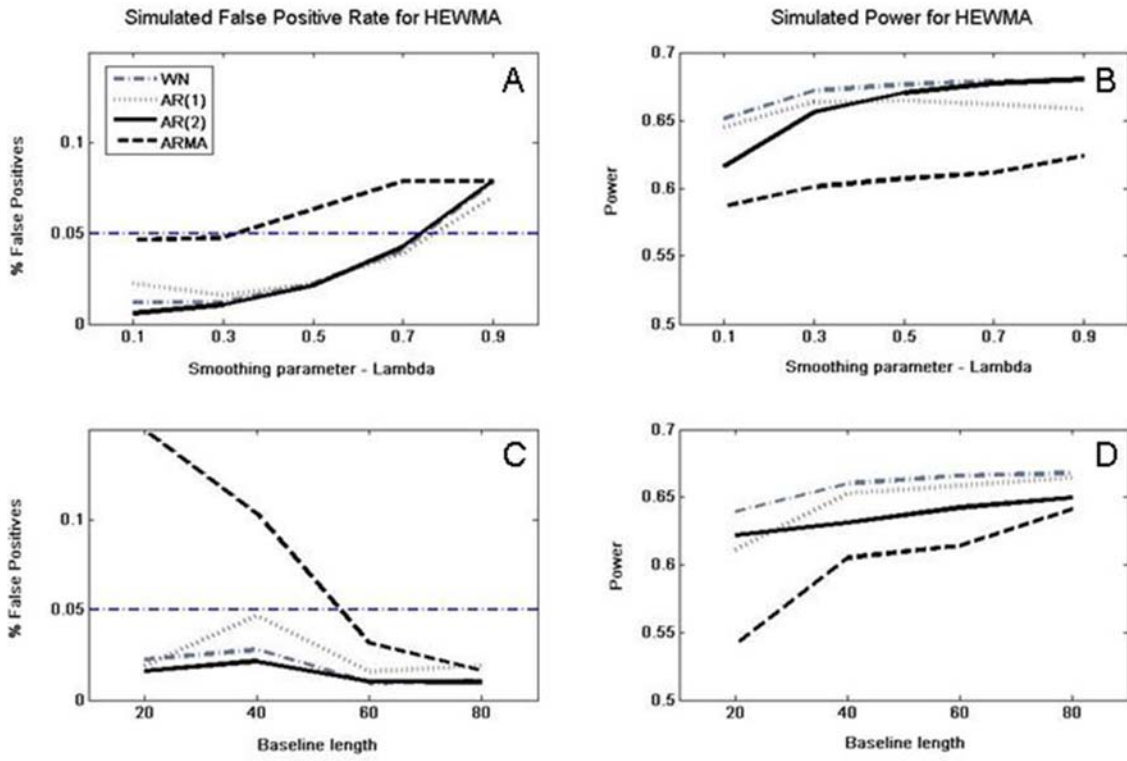 Simulated False Positive Rate for HEWMA
Simulated Power for HEWMA
A
WN
AR(1)
AR(2)
ARMA
% False Positives
0.1
0.05
0
0.1 0.3 0.5 0.7 0.9
Smoothing parameter - Lambda
B
Power
0.7
0.65
0.6
0.55
0.5
0.1 0.3 0.5 0.7 0.9
Smoothing parameter - Lambda
C
% False Positives
0.1
0.05
0
20 40 60 80
Baseline length
D
Power
0.7
0.65
0.6
0.55
0.5
20 40 60 80
Baseline length